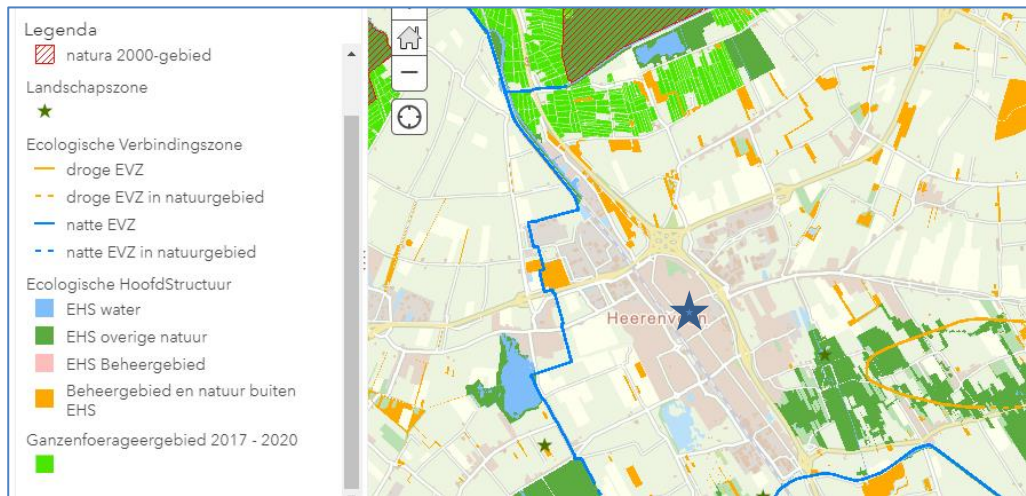 Legenda
natura 2000-gebied
Landschapszone
Ecologische Verbindingszone
droge EVZ
droge EVZ in natuurgebied
natte EVZ
natte EVZ in natuurgebied
Ecologische HoofdStructuur
EHS water
EHS overige natuur
EHS Beheergebied
Beheergebied en natuur buiten
EHS
Ganzenfoerageergebied 2017 - 2020
Heerenveen